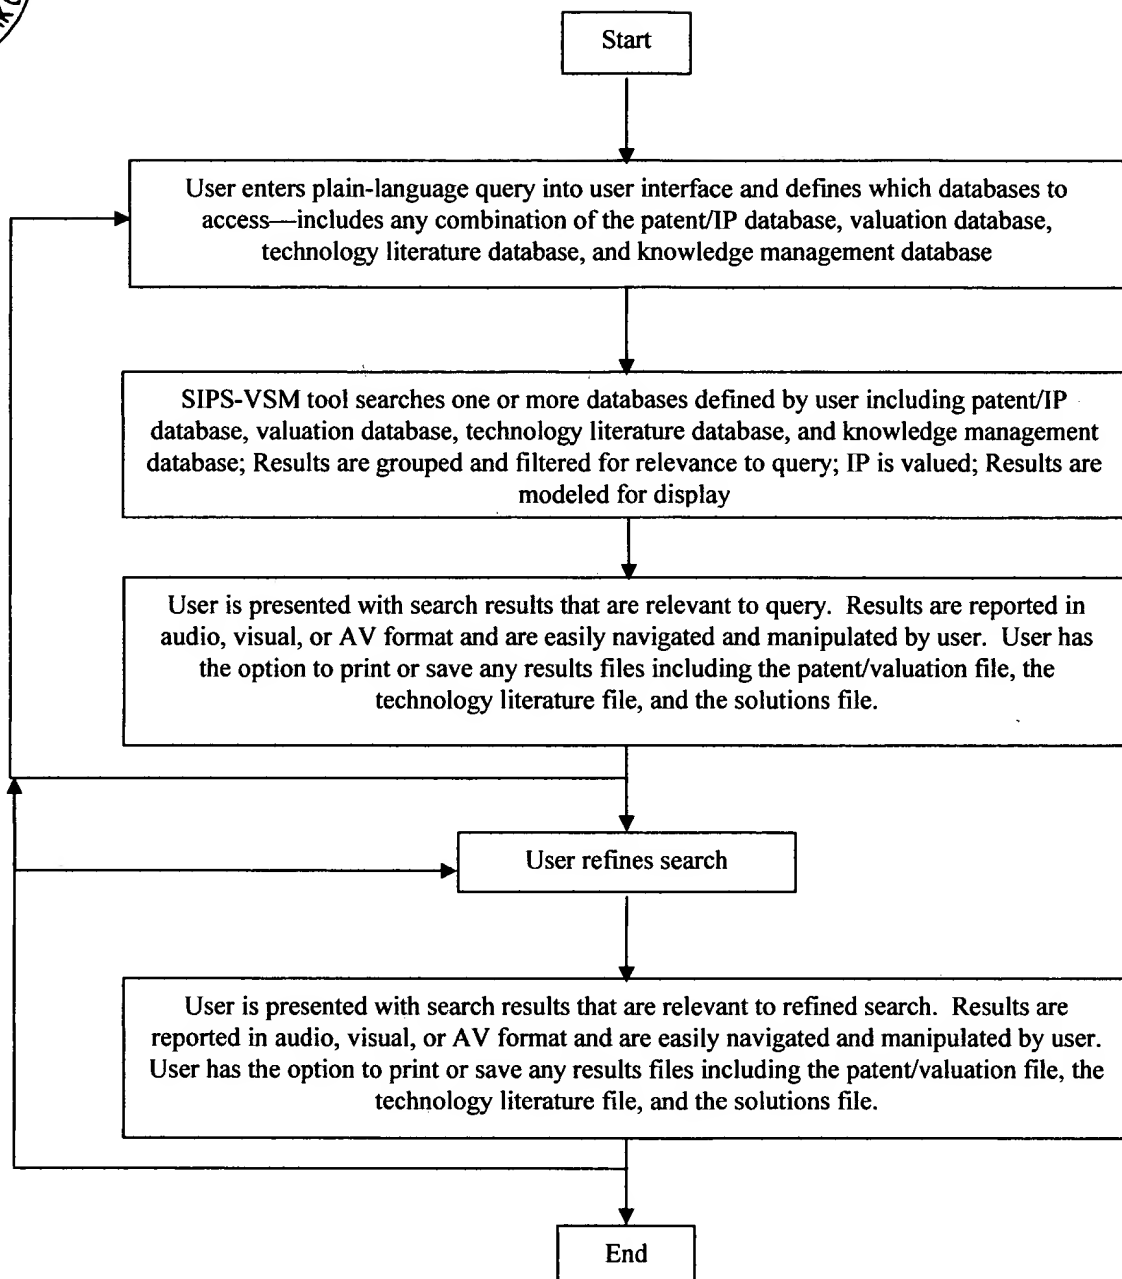 Start
User enters plain-language query into user interface and defines which databases to
access—includes any combination of the patent/IP database, valuation database,
technology literature database, and knowledge management database
SIPS-VSM tool searches one or more databases defined by user including patent/IP
database, valuation database, technology literature database, and knowledge management
database; Results are grouped and filtered for relevance to query; IP is valued; Results are
modeled for display
User is presented with search results that are relevant to query. Results are reported in
audio, visual, or AV format and are easily navigated and manipulated by user. User has
the option to print or save any results files including the patent/valuation file, the
technology literature file, and the solutions file.
User refines search
User is presented with search results that are relevant to refined search. Results are
reported in audio, visual, or AV format and are easily navigated and manipulated by user.
User has the option to print or save any results files including the patent/valuation file, the
technology literature file, and the solutions file.
End